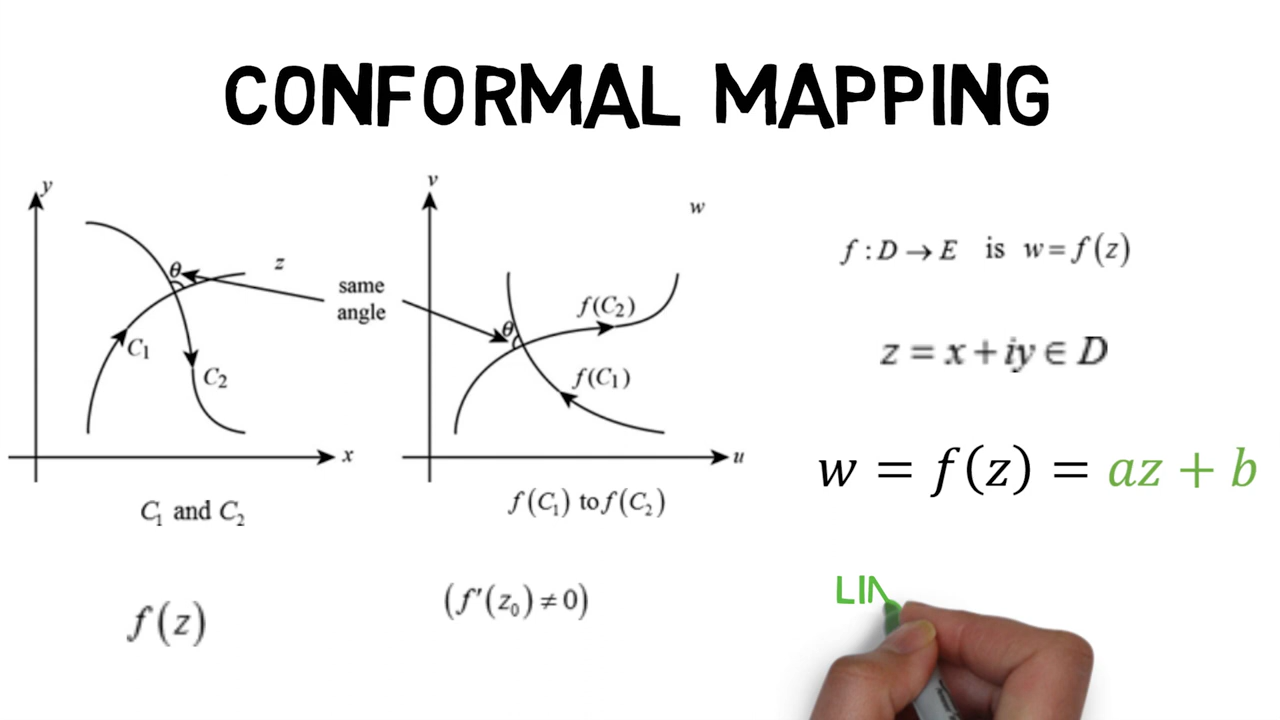 CONFORMAL MAPPING
y
θ
z
C₁
C₂
x
C₁ and C₂
same
angle
v
w
θ
f(C₂)
f(C₁)
u
f(C₁) to f(C₂)
f(z)
(f'(z₀) ≠ 0)
f : D → E is w = f(z)
z = x + iy ∈ D
w = f(z) = az + b
LIN